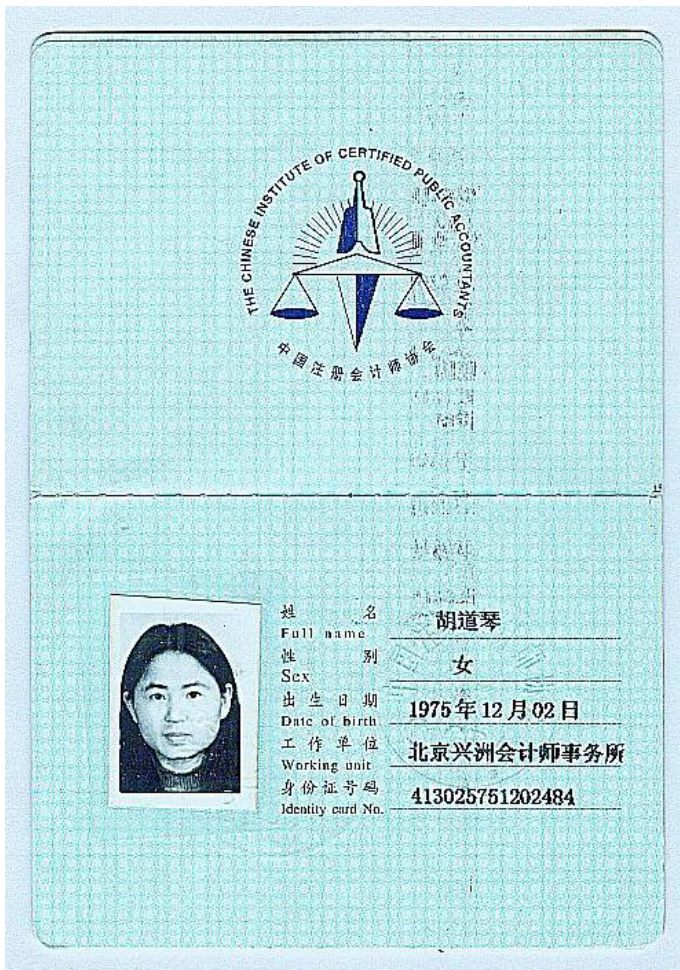 THE CHINESE INSTITUTE OF CERTIFIED PUBLIC ACCOUNTANTS
中国注册会计师协会
姓 名 胡道琴
Full name
性 别 女
Sex
出生日期 1975年12月02日
Date of birth
工作单位 北京兴洲会计师事务所
Working unit
身份证号码 413025751202484
Identity card No.